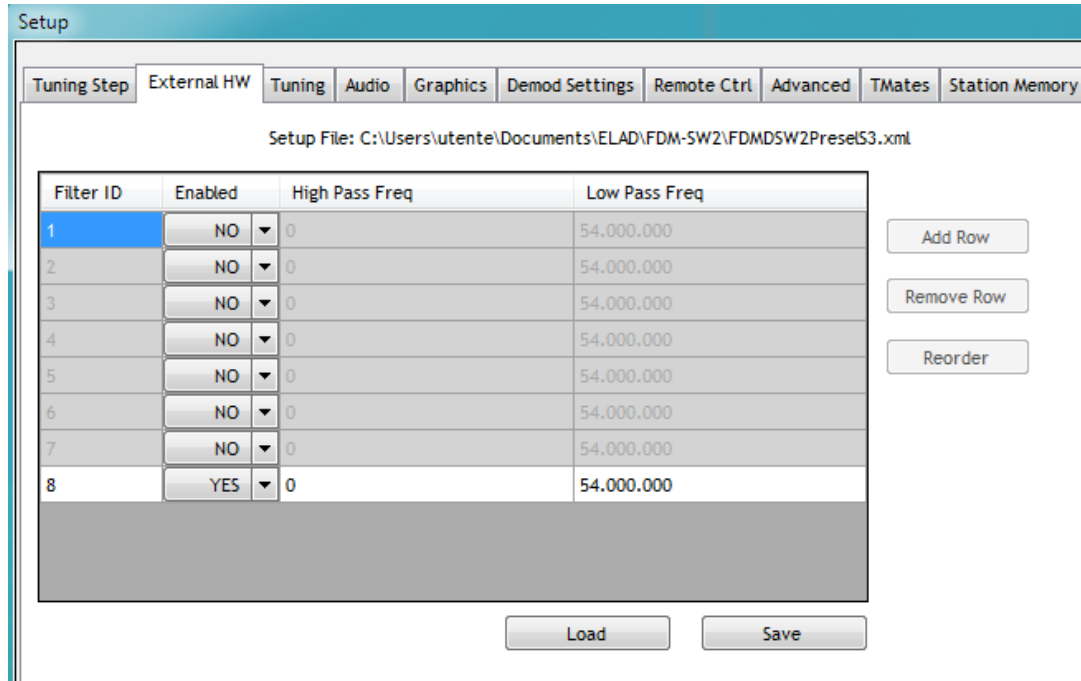 Setup
Tuning Step External HW Tuning Audio Graphics Demod Settings Remote Ctrl Advanced TMates Station Memory
Setup File: C:\Users\utente\Documents\ELAD\FDM-SW2\FDMDSW2PreselS3.xml
Filter ID Enabled High Pass Freq Low Pass Freq
1 NO 0 54.000.000
Add Row
2 NO 0 54.000.000
3 NO 0 54.000.000
Remove Row
4 NO 0 54.000.000
Reorder
5 NO 0 54.000.000
6 NO 0 54.000.000
7 NO 0 54.000.000
8 YES 0 54.000.000
Load Save